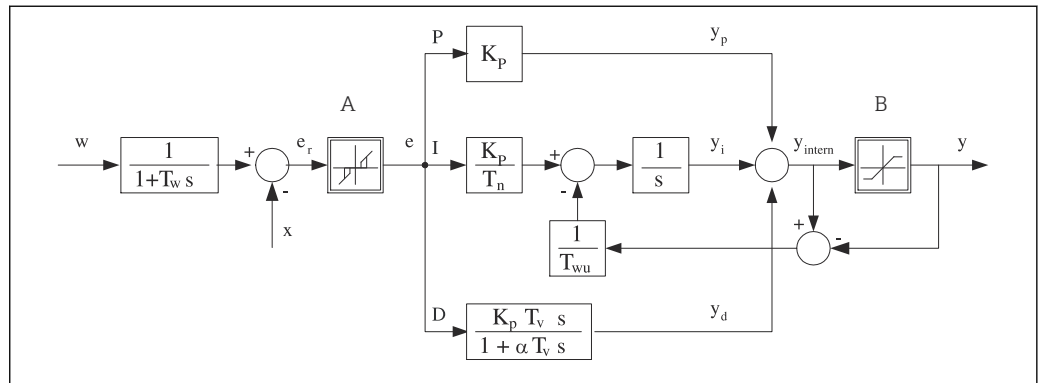 P
K_P
y_p
A
B
w
1
1+T_w s
+
-
e_r
e
I
K_P
T_n
+
-
1
s
y_i
y_intern
y
x
1
T_wu
+
-
D
K_p T_v s
1 + α T_v s
y_d